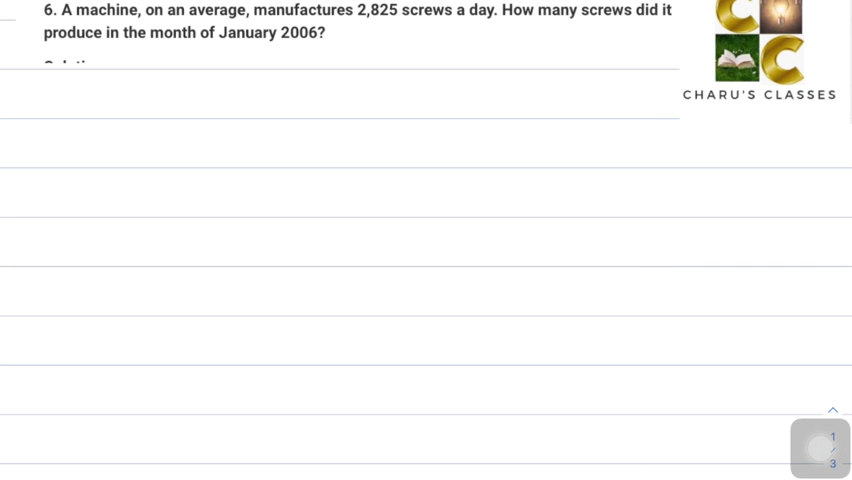 6. A machine, on an average, manufactures 2,825 screws a day. How many screws did it
produce in the month of January 2006?
C
C
CHARU'S CLASSES
1
/
3